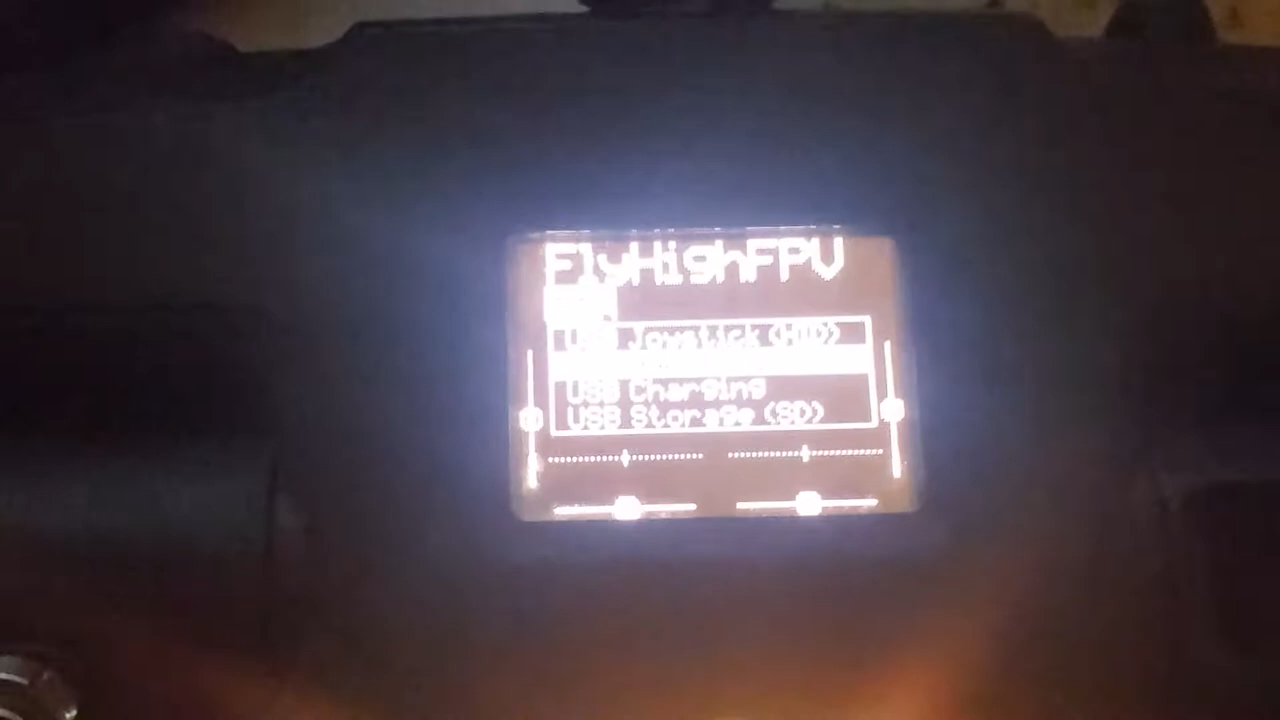 FlyHighFPV
USB Joystick (HID)
USB Charging
USB Storage (SD)